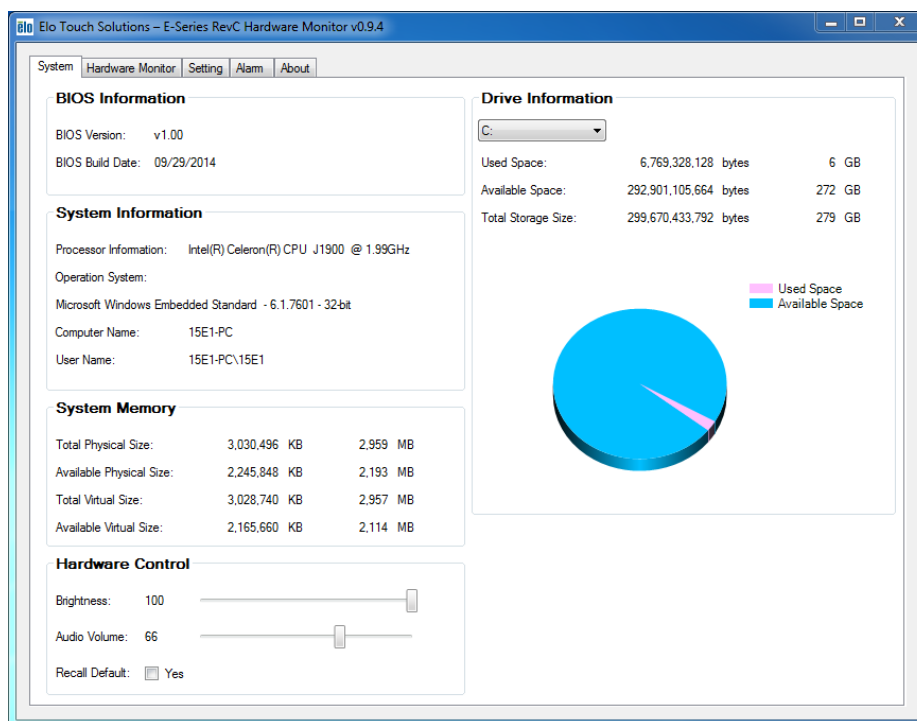 elo Elo Touch Solutions – E-Series RevC Hardware Monitor v0.9.4
System Hardware Monitor Setting Alarm About
BIOS Information
BIOS Version: v1.00
BIOS Build Date: 09/29/2014
System Information
Processor Information: Intel(R) Celeron(R) CPU J1900 @ 1.99GHz
Operation System:
Microsoft Windows Embedded Standard - 6.1.7601 - 32-bit
Computer Name: 15E1-PC
User Name: 15E1-PC\15E1
System Memory
Total Physical Size: 3,030,496 KB 2,959 MB
Available Physical Size: 2,245,848 KB 2,193 MB
Total Virtual Size: 3,028,740 KB 2,957 MB
Available Virtual Size: 2,165,660 KB 2,114 MB
Hardware Control
Brightness: 100
Audio Volume: 66
Recall Default: Yes
Drive Information
C:
Used Space: 6,769,328,128 bytes 6 GB
Available Space: 292,901,105,664 bytes 272 GB
Total Storage Size: 299,670,433,792 bytes 279 GB
Used Space
Available Space